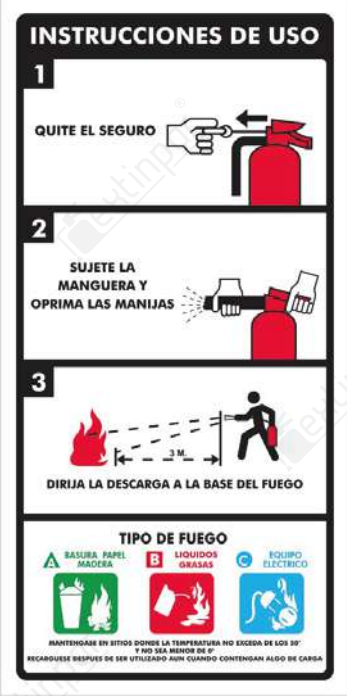 INSTRUCCIONES DE USO
1
QUITE EL SEGURO
2
SUJETE LA
MANGUERA Y
OPRIMA LAS MANIJAS
3
3 M.
DIRIJA LA DESCARGA A LA BASE DEL FUEGO
TIPO DE FUEGO
A BASURA PAPEL
MADERA
B LIQUIDOS
GRASAS
C EQUIPO
ELECTRICO
MANTENGASE EN SITIOS DONDE LA TEMPERATURA NO EXCEDA DE LOS 50°
Y NO SEA MENOR DE 0°
RECARGUESE DESPUES DE SER UTILIZADO AUN CUANDO CONTENGAN ALGO DE CARGA